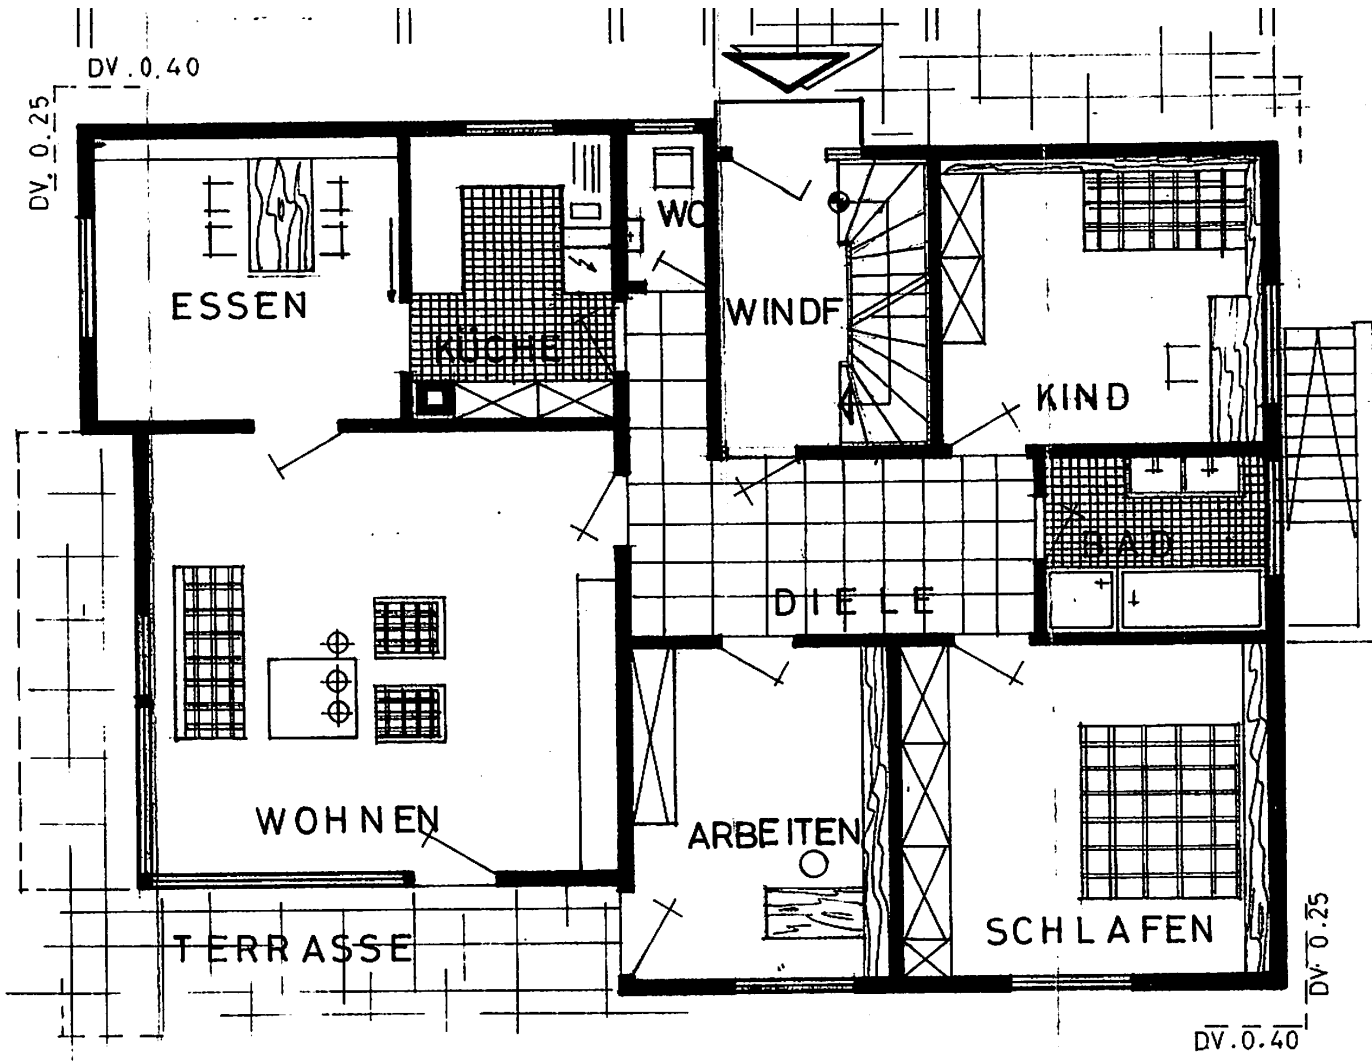 DV.0.40
DV. 0.25
WC
ESSEN
WINDF
KÜCHE
KIND
BAD
DIELE
WOHNEN
ARBEITEN
SCHLAFEN
TERRASSE
DV. 0.25
DV.0.40